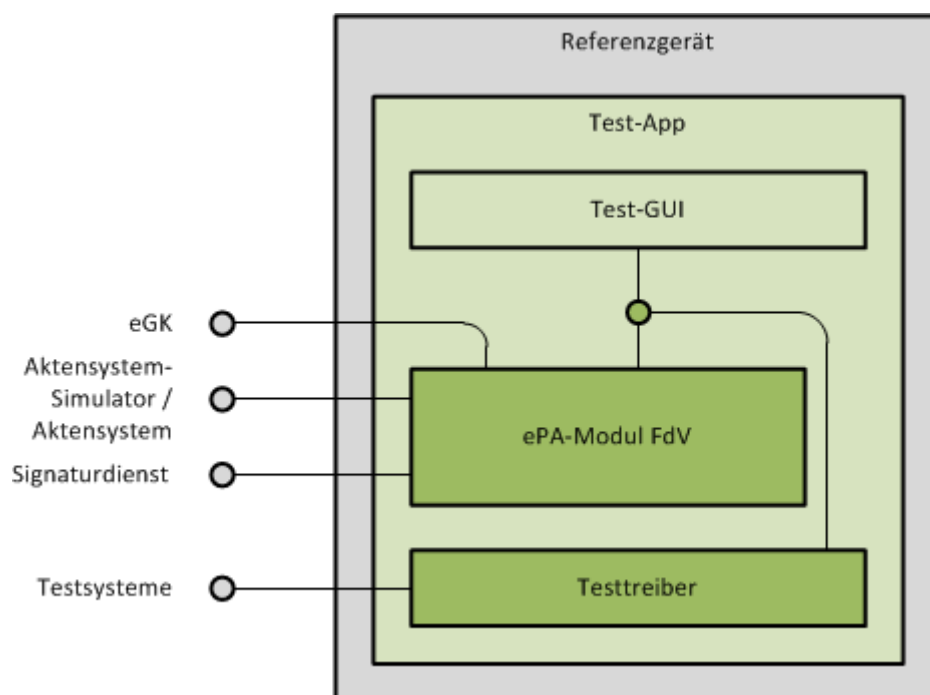 Referenzgerät
Test-App
Test-GUI
eGK
Aktensystem-
Simulator /
Aktensystem
ePA-Modul FdV
Signaturdienst
Testsysteme
Testtreiber